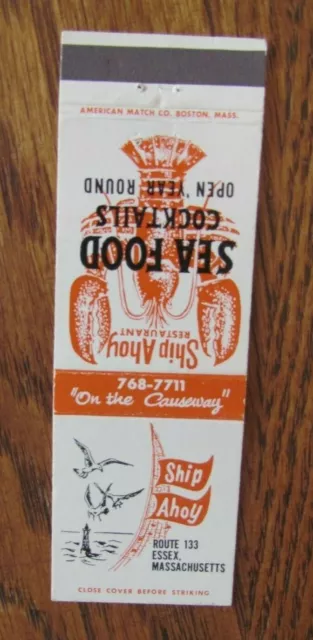 AMERICAN MATCH CO. BOSTON, MASS.
Ship Ahoy
RESTAURANT
SEA FOOD
COCKTAILS
OPEN YEAR ROUND
768-7711
"On the Causeway"
Ship
Ahoy
ROUTE 133
ESSEX,
MASSACHUSETTS
CLOSE COVER BEFORE STRIKING